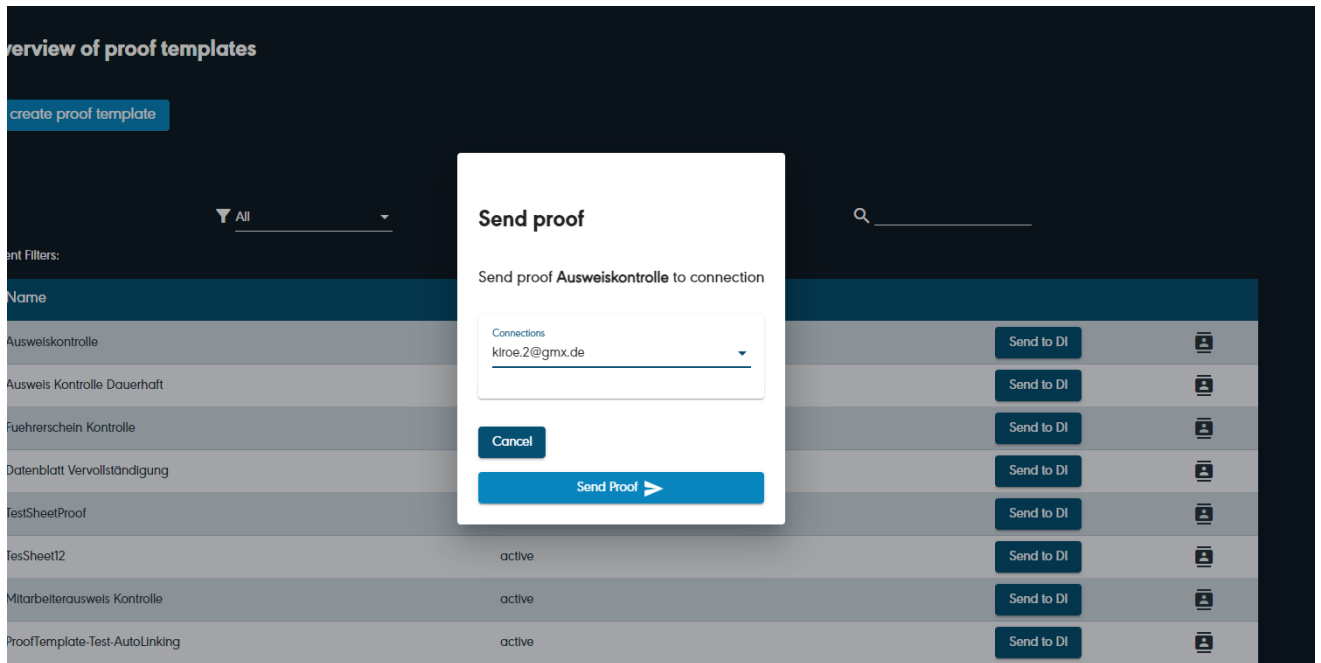 verview of proof templates
create proof template
All
ent Filters:
Name
Ausweiskontrolle Send to DI
Ausweis Kontrolle Dauerhaft Send to DI
Fuehrerschein Kontrolle Send to DI
Datenblatt Vervollständigung Send to DI
TestSheetProof Send to DI
TesSheet12 active Send to DI
Mitarbeiterausweis Kontrolle active Send to DI
ProofTemplate-Test-AutoLinking active Send to DI
Send proof
Send proof Ausweiskontrolle to connection
Connections
kiroe.2@gmx.de
Cancel
Send Proof